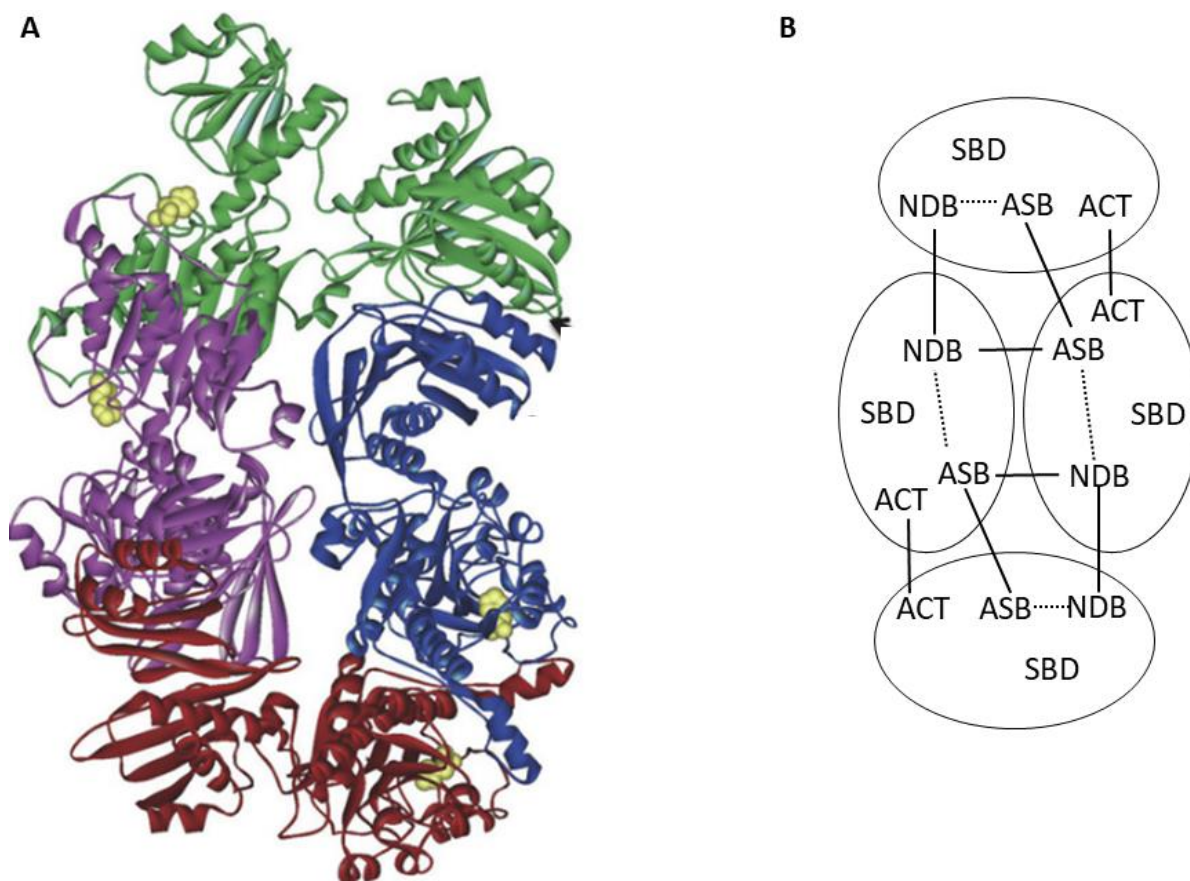 A
B
SBD
NDB ASB ACT
ACT
NDB ASB
SBD SBD
ASB NDB
ACT
ACT ASB NDB
SBD